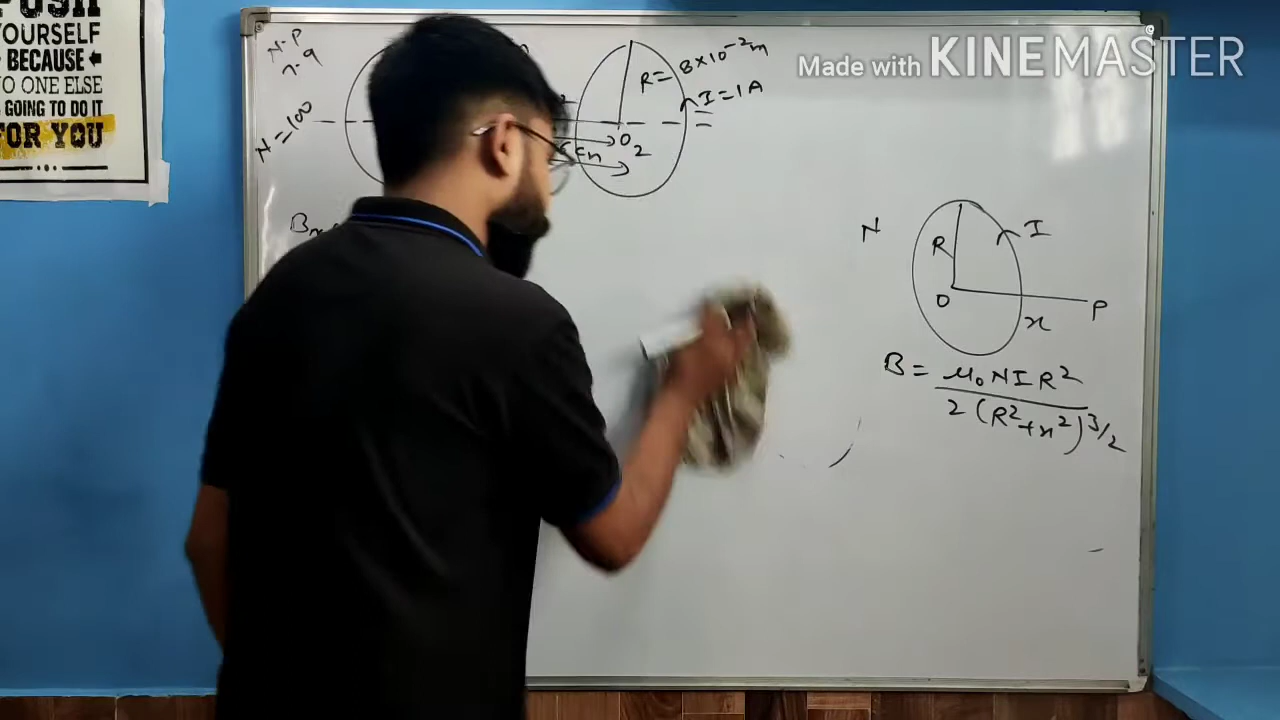 PUSH
YOURSELF
BECAUSE
NO ONE ELSE
GOING TO DO IT
FOR YOU
Made with KINEMASTER
N.P
7.9
N=100
R= 8×10⁻²m
I=1A
O₂
N
R
I
O
x
P
B = μ₀NIR² / 2(R²+x²)^3/2